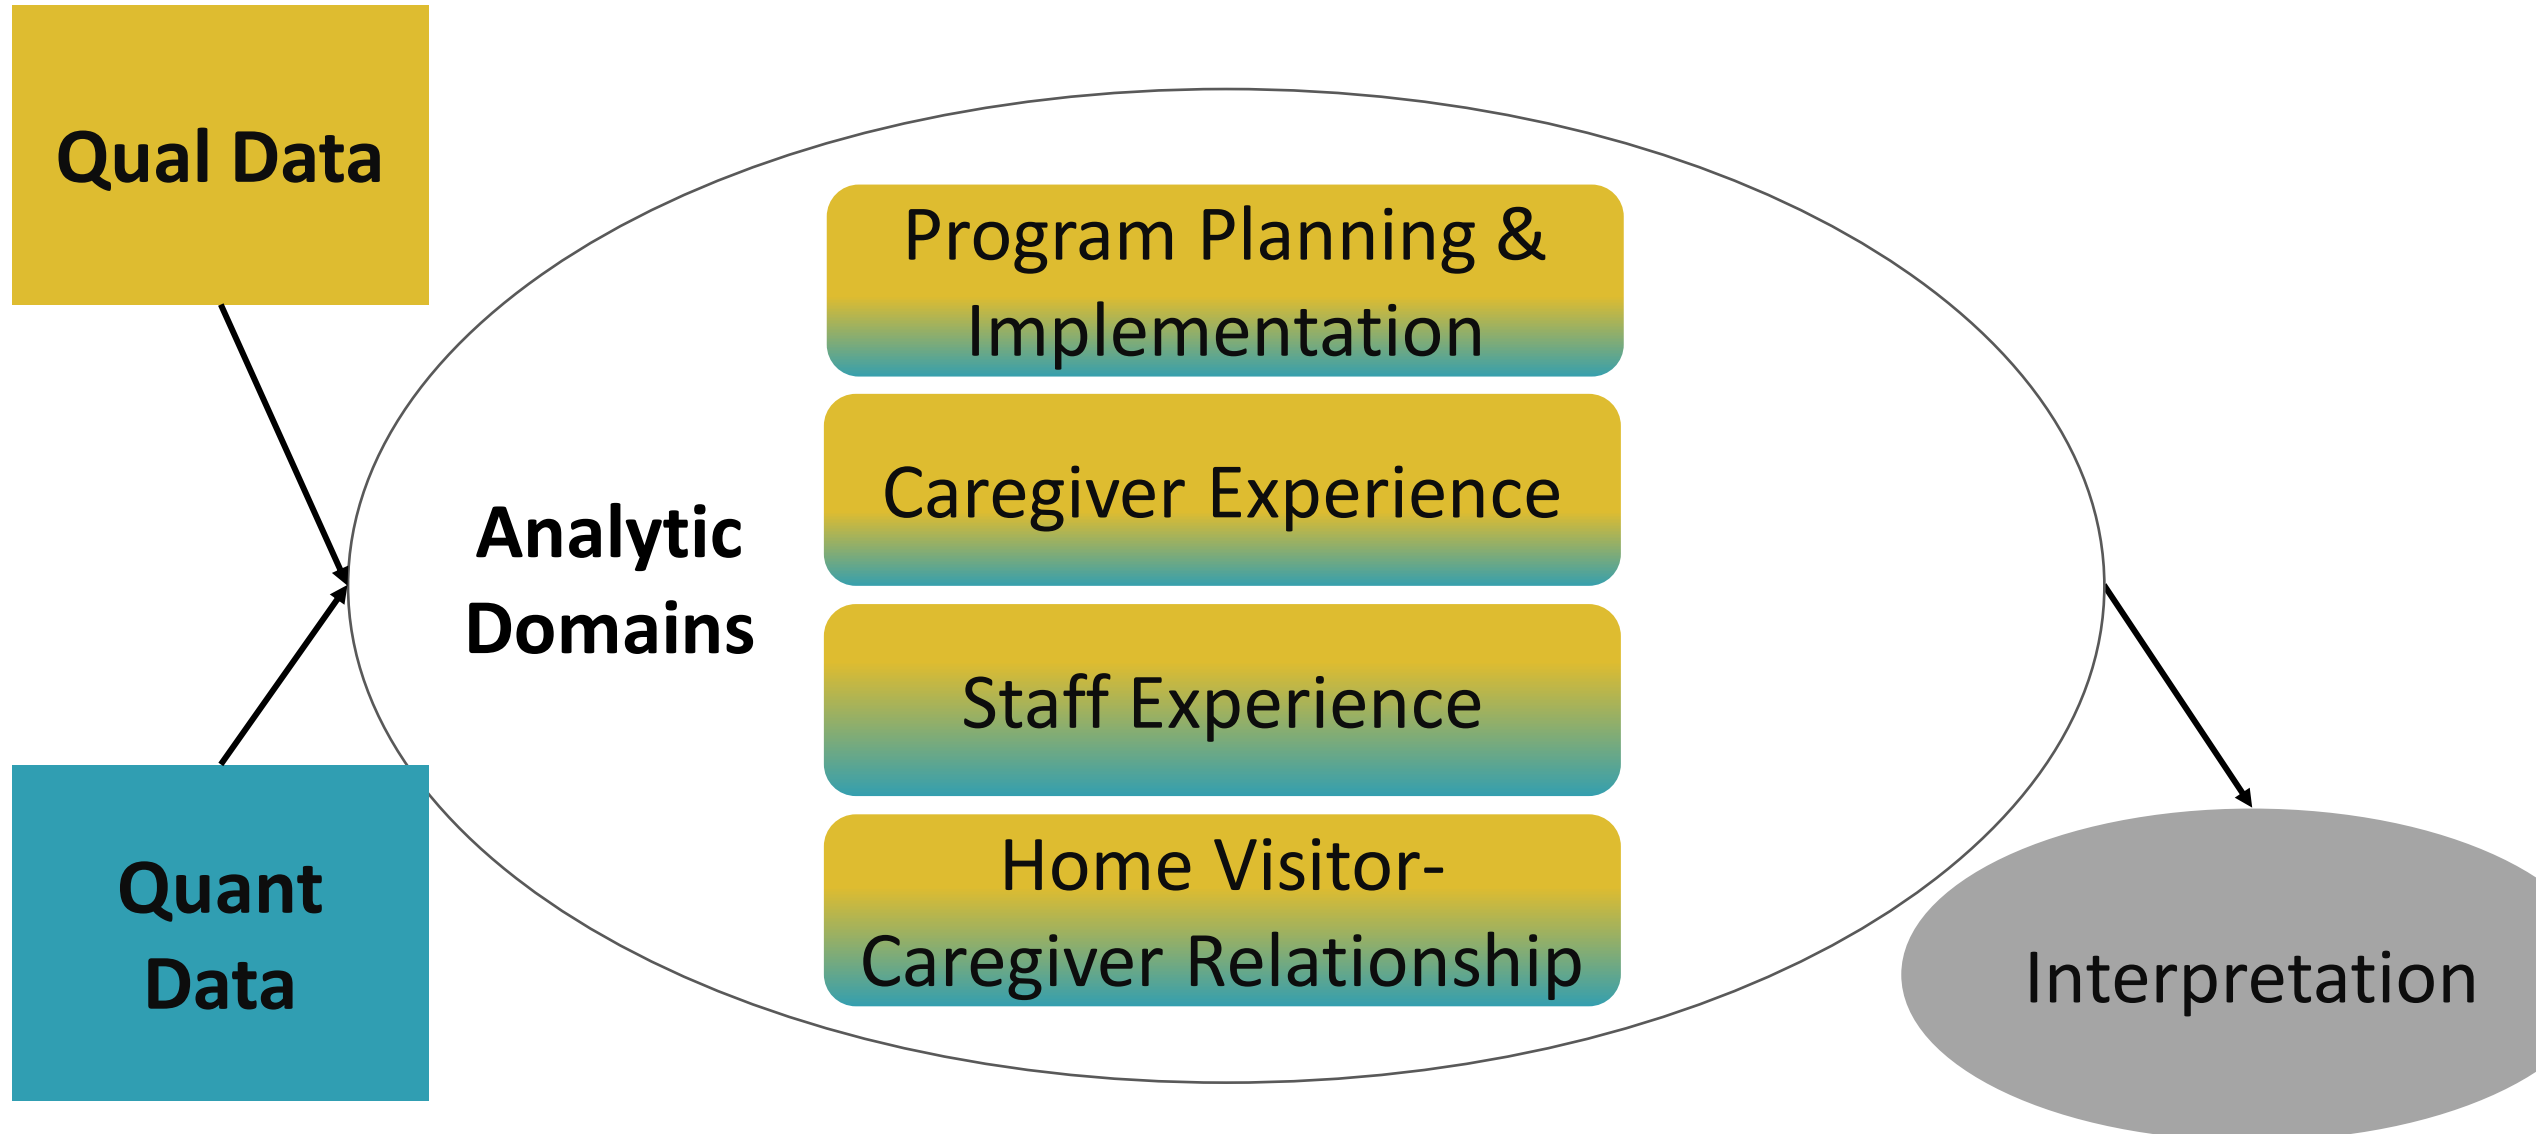 Qual Data
Program Planning &
Implementation
Caregiver Experience
Analytic
Domains
Staff Experience
Home Visitor-
Caregiver Relationship
Quant
Data
Interpretation